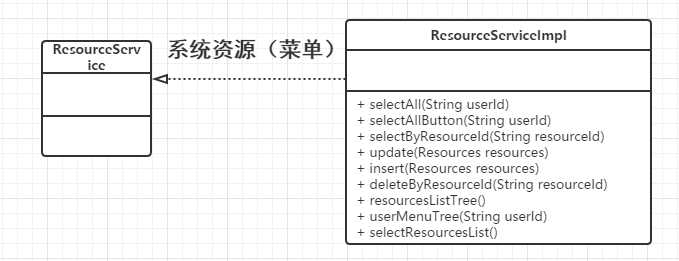 ResourceServ
ice
系统资源（菜单）
ResourceServiceImpl
+ selectAll(String userId)
+ selectAllButton(String userId)
+ selectByResourceId(String resourceId)
+ update(Resources resources)
+ insert(Resources resources)
+ deleteByResourceId(String resourceId)
+ resourcesListTree()
+ userMenuTree(String userId)
+ selectResourcesList()